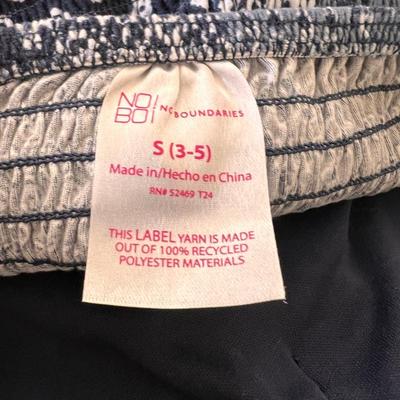 NO!
BO!
NO BOUNDARIES
S (3-5)
Made in/Hecho en China
RN# 52469 T24
THIS LABEL YARN IS MADE
OUT OF 100% RECYCLED
POLYESTER MATERIALS